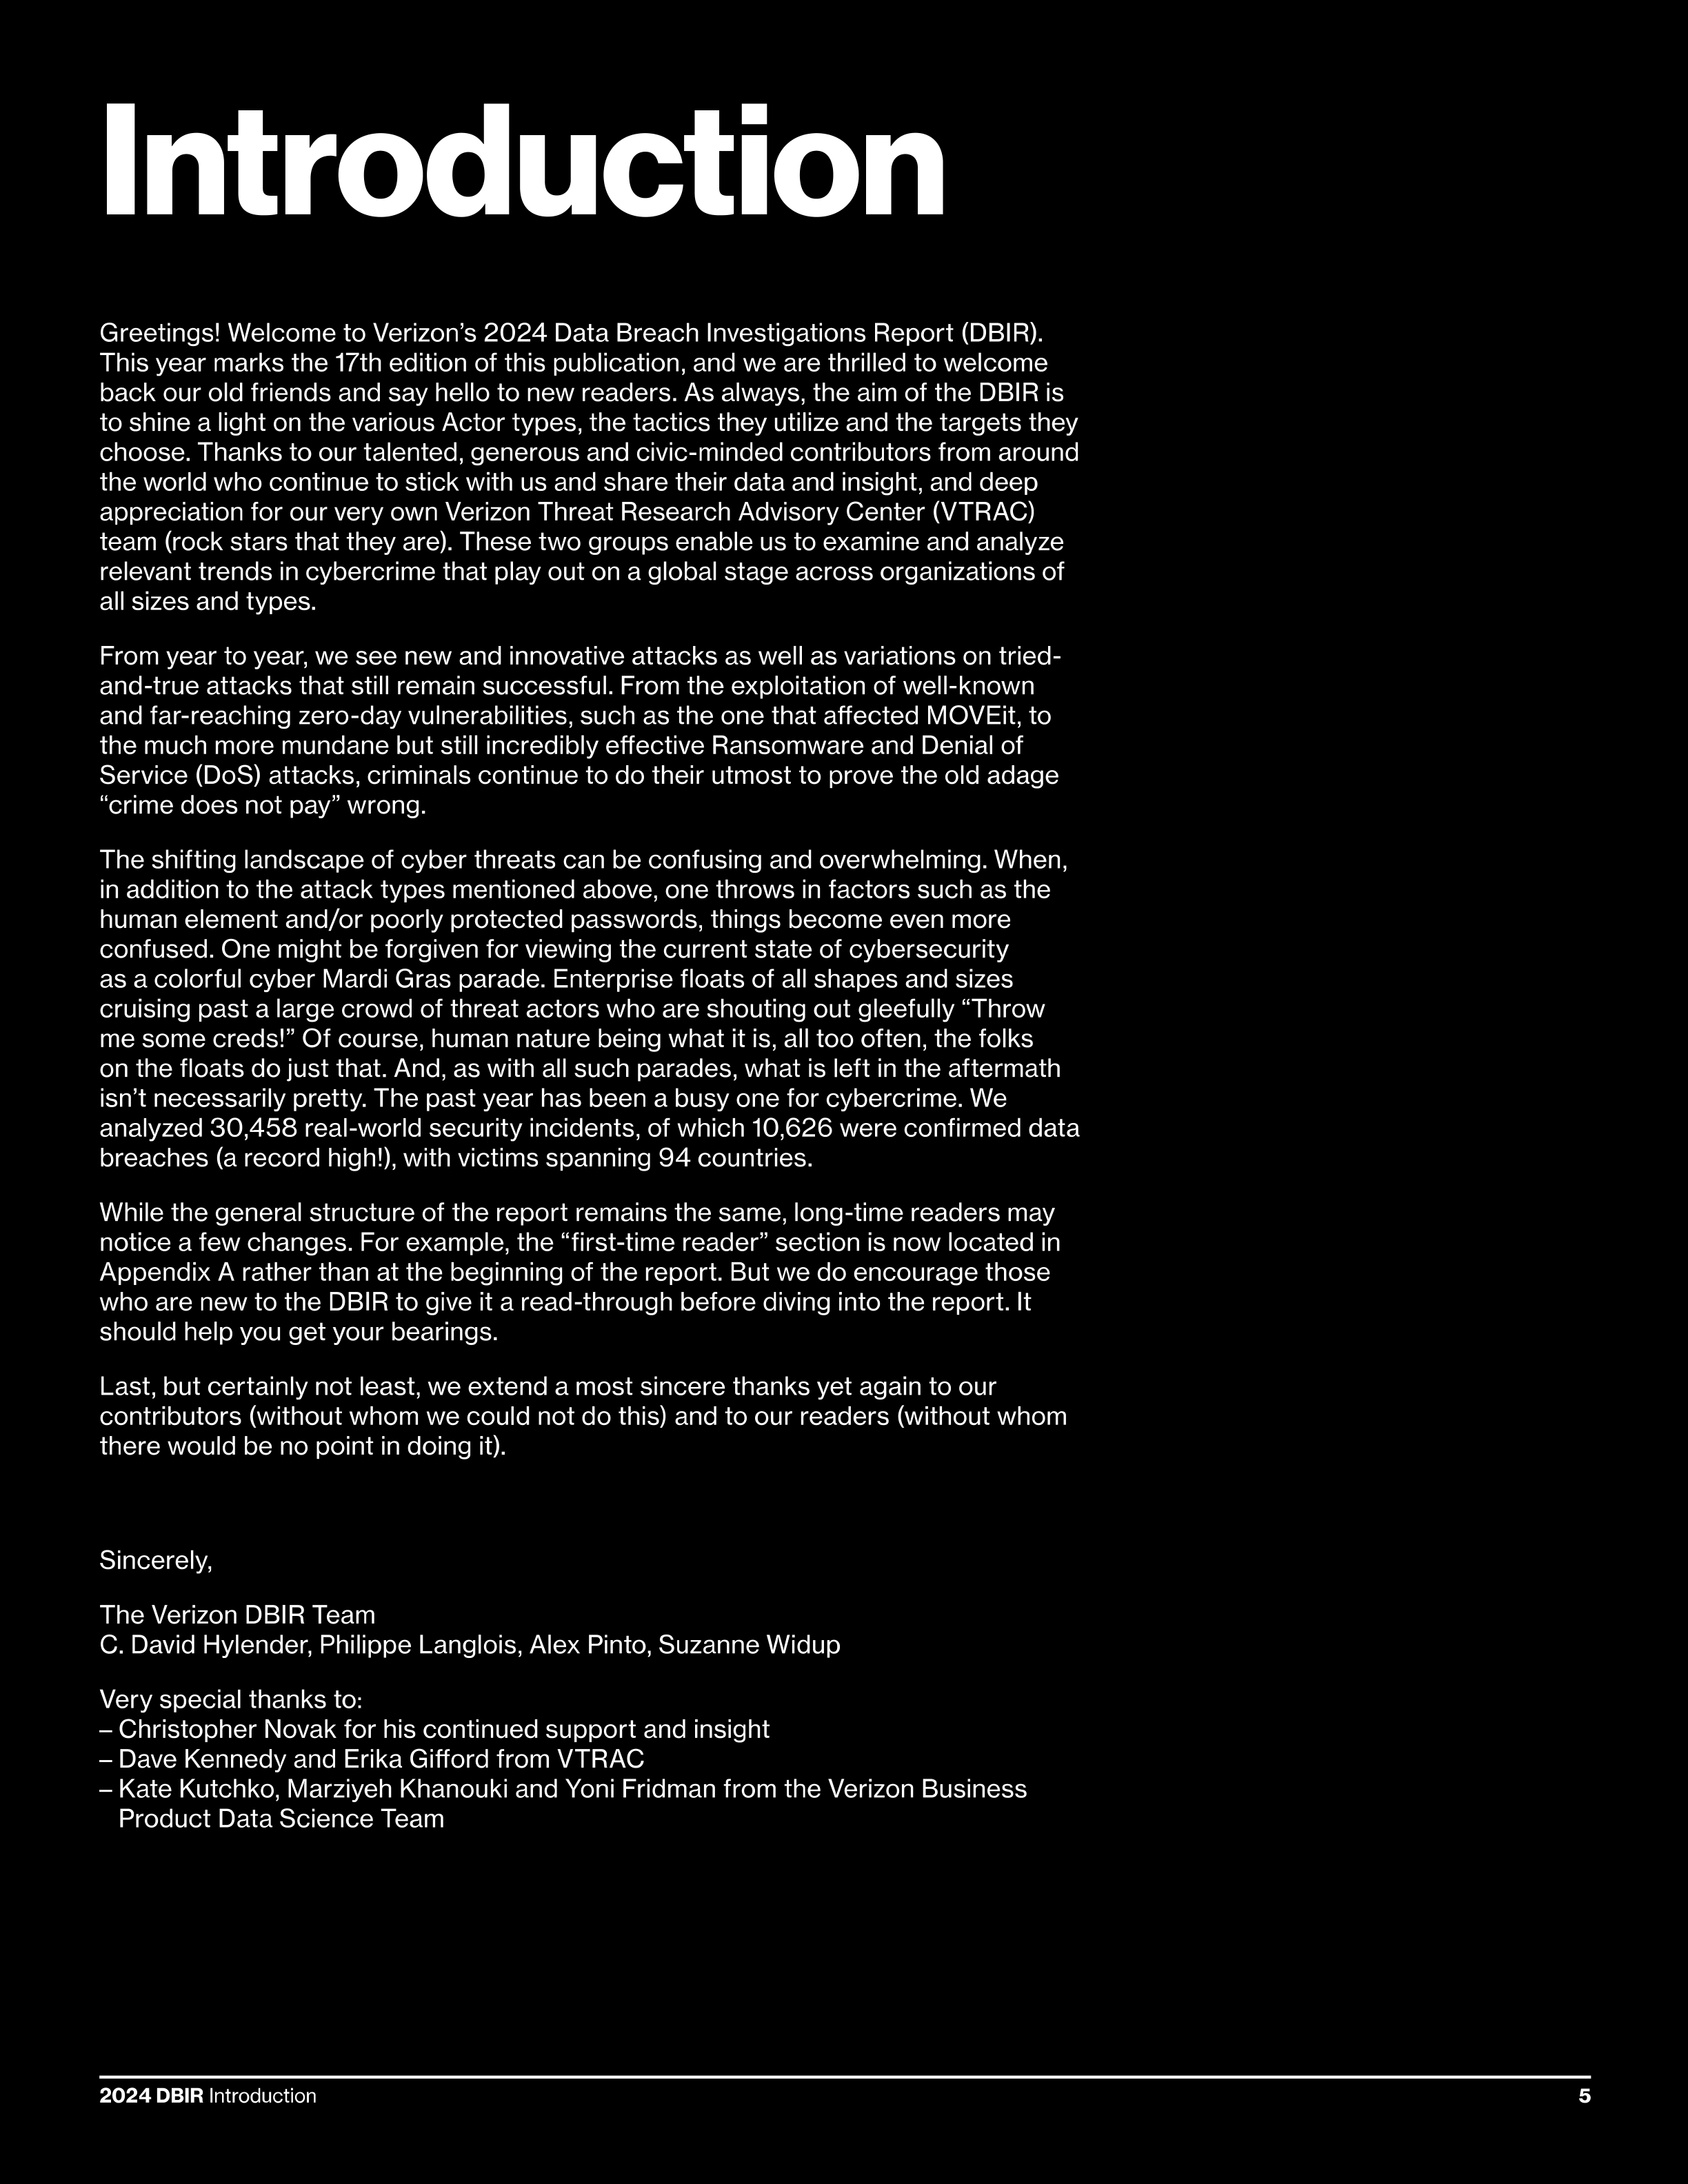 Introduction
Greetings! Welcome to Verizon’s 2024 Data Breach Investigations Report (DBIR).
This year marks the 17th edition of this publication, and we are thrilled to welcome
back our old friends and say hello to new readers. As always, the aim of the DBIR is
to shine a light on the various Actor types, the tactics they utilize and the targets they
choose. Thanks to our talented, generous and civic-minded contributors from around
the world who continue to stick with us and share their data and insight, and deep
appreciation for our very own Verizon Threat Research Advisory Center (VTRAC)
team (rock stars that they are). These two groups enable us to examine and analyze
relevant trends in cybercrime that play out on a global stage across organizations of
all sizes and types.
From year to year, we see new and innovative attacks as well as variations on tried-
and-true attacks that still remain successful. From the exploitation of well-known
and far-reaching zero-day vulnerabilities, such as the one that affected MOVEit, to
the much more mundane but still incredibly effective Ransomware and Denial of
Service (DoS) attacks, criminals continue to do their utmost to prove the old adage
“crime does not pay” wrong.
The shifting landscape of cyber threats can be confusing and overwhelming. When,
in addition to the attack types mentioned above, one throws in factors such as the
human element and/or poorly protected passwords, things become even more
confused. One might be forgiven for viewing the current state of cybersecurity
as a colorful cyber Mardi Gras parade. Enterprise floats of all shapes and sizes
cruising past a large crowd of threat actors who are shouting out gleefully “Throw
me some creds!” Of course, human nature being what it is, all too often, the folks
on the floats do just that. And, as with all such parades, what is left in the aftermath
isn’t necessarily pretty. The past year has been a busy one for cybercrime. We
analyzed 30,458 real-world security incidents, of which 10,626 were confirmed data
breaches (a record high!), with victims spanning 94 countries.
While the general structure of the report remains the same, long-time readers may
notice a few changes. For example, the “first-time reader” section is now located in
Appendix A rather than at the beginning of the report. But we do encourage those
who are new to the DBIR to give it a read-through before diving into the report. It
should help you get your bearings.
Last, but certainly not least, we extend a most sincere thanks yet again to our
contributors (without whom we could not do this) and to our readers (without whom
there would be no point in doing it).
Sincerely,
The Verizon DBIR Team
C. David Hylender, Philippe Langlois, Alex Pinto, Suzanne Widup
Very special thanks to:
– Christopher Novak for his continued support and insight
– Dave Kennedy and Erika Gifford from VTRAC
– Kate Kutchko, Marziyeh Khanouki and Yoni Fridman from the Verizon Business
Product Data Science Team
2024 DBIR Introduction 5